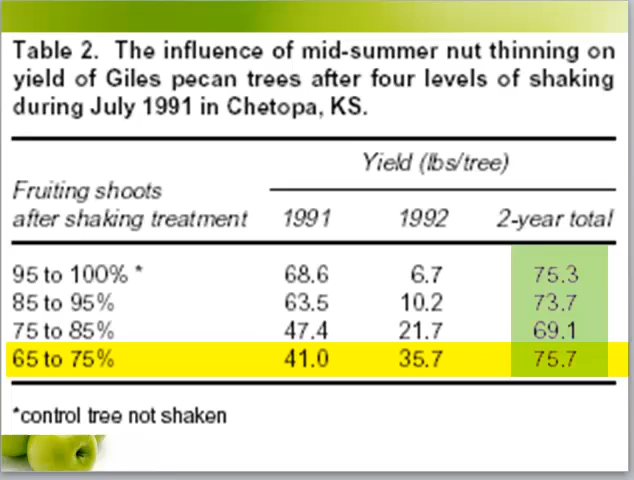 Table 2. The influence of mid-summer nut thinning on
yield of Giles pecan trees after four levels of shaking
during July 1991 in Chetopa, KS.
Yield (lbs/tree)
Fruiting shoots
after shaking treatment 1991 1992 2-year total
95 to 100% * 68.6 6.7 75.3
85 to 95% 63.5 10.2 73.7
75 to 85% 47.4 21.7 69.1
65 to 75% 41.0 35.7 75.7
*control tree not shaken